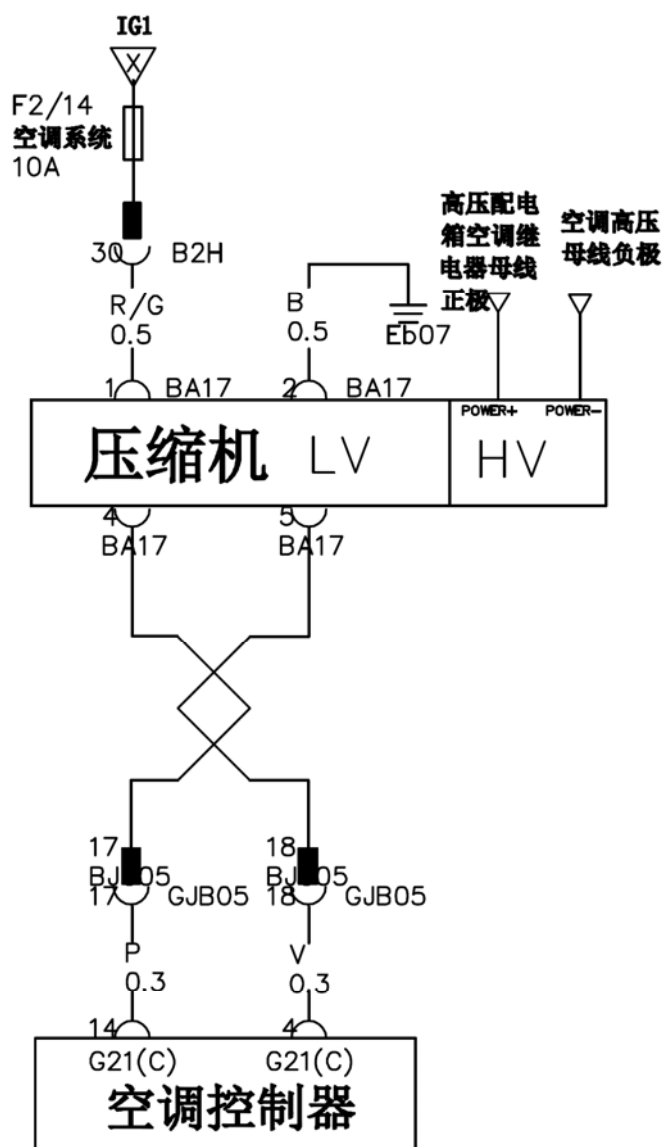 IG1
X
F2/14
空调系统
10A
30 B2H
R/G
0.5
B
0.5
Eb07
高压配电
箱空调继
电器母线
正极
空调高压
母线负极
1 BA17
2 BA17
POWER+ POWER-
压缩机 LV HV
4
BA17
5
BA17
17
BJG05
17 GJB05
18
BJG05
18 GJB05
P
0.3
V
0.3
14
G21(C)
4
G21(C)
空调控制器